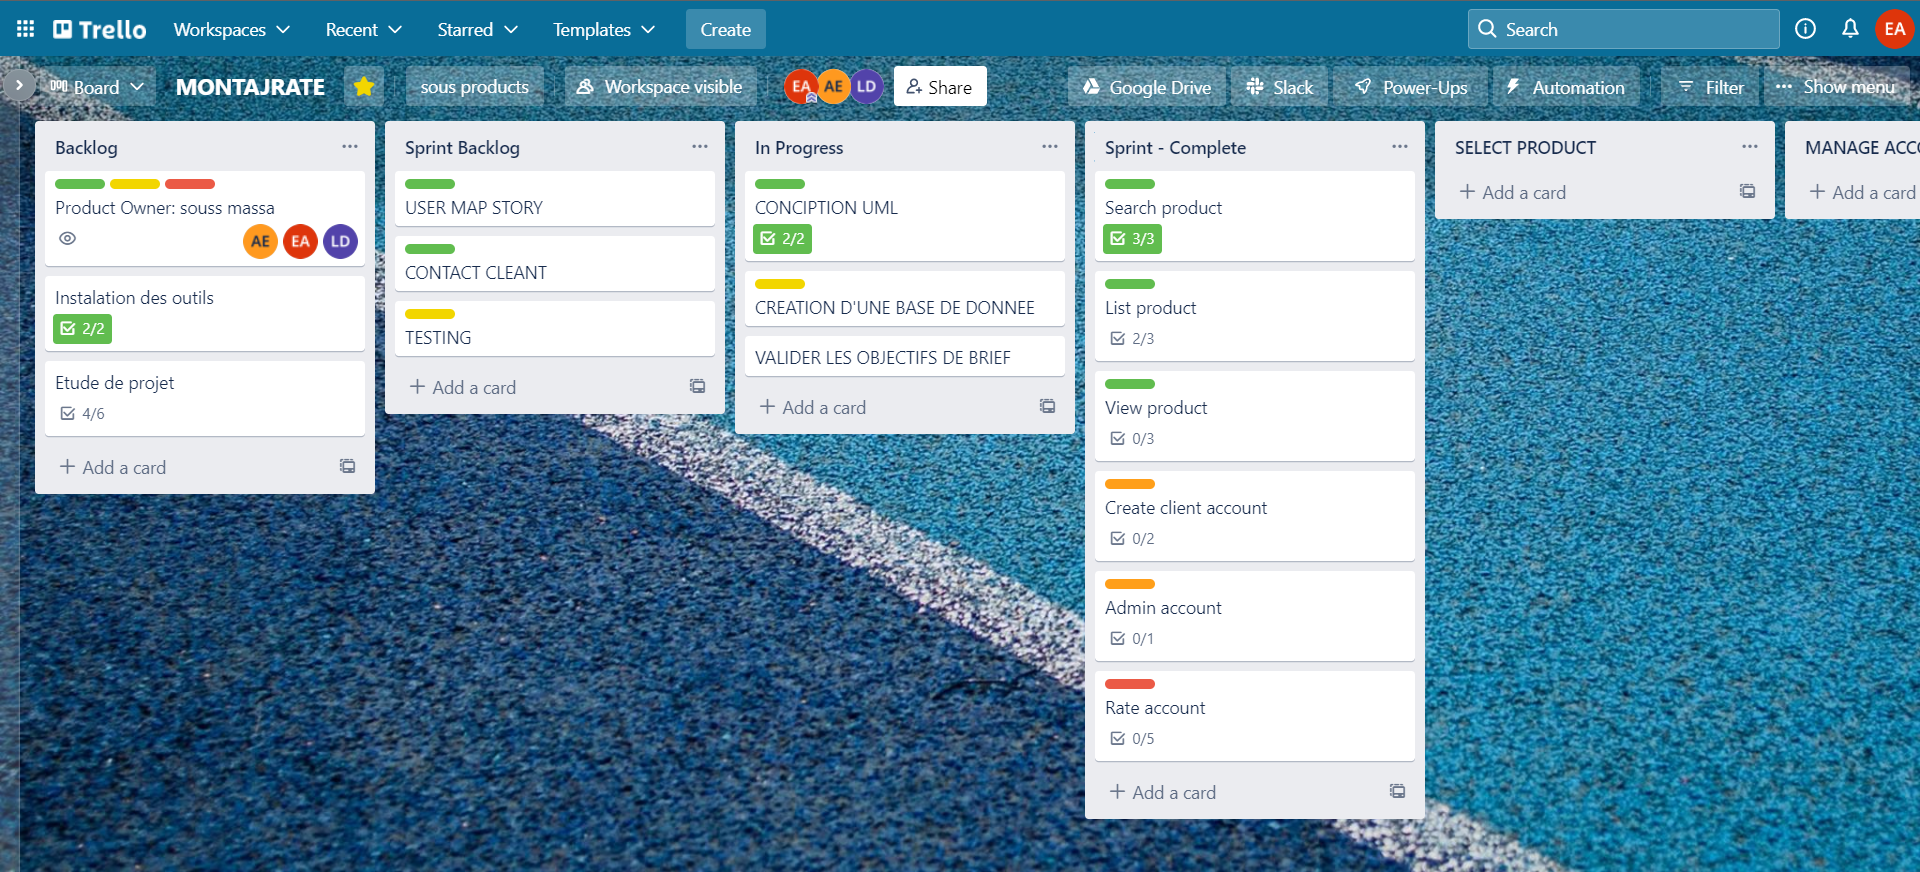 Trello Workspaces Recent Starred Templates Create Search EA
Board MONTAJRATE sous products Workspace visible EA AE LD Share Google Drive Slack Power-Ups Automation Filter Show menu
Backlog
Product Owner: souss massa
AE EA LD
Instalation des outils
2/2
Etude de projet
4/6
Add a card
Sprint Backlog
USER MAP STORY
CONTACT CLEANT
TESTING
Add a card
In Progress
CONCIPTION UML
2/2
CREATION D'UNE BASE DE DONNEE
VALIDER LES OBJECTIFS DE BRIEF
Add a card
Sprint - Complete
Search product
3/3
List product
2/3
View product
0/3
Create client account
0/2
Admin account
0/1
Rate account
0/5
Add a card
SELECT PRODUCT
Add a card
MANAGE ACCO
Add a card